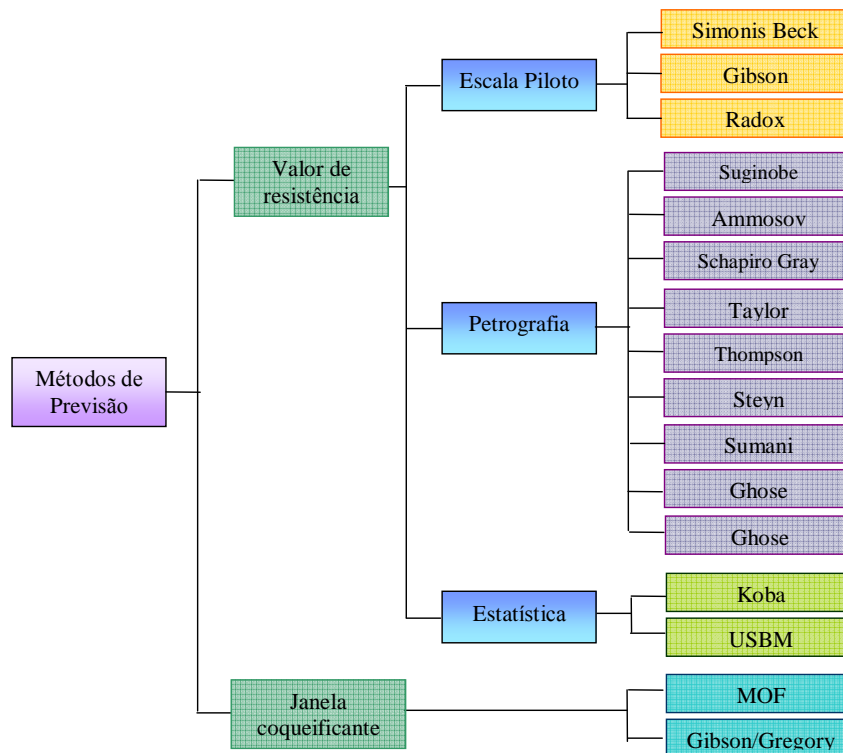 Métodos de
Previsão
Valor de
resistência
Escala Piloto
Simonis Beck
Gibson
Radox
Petrografia
Suginobe
Ammosov
Schapiro Gray
Taylor
Thompson
Steyn
Sumani
Ghose
Ghose
Estatística
Koba
USBM
Janela
coqueificante
MOF
Gibson/Gregory